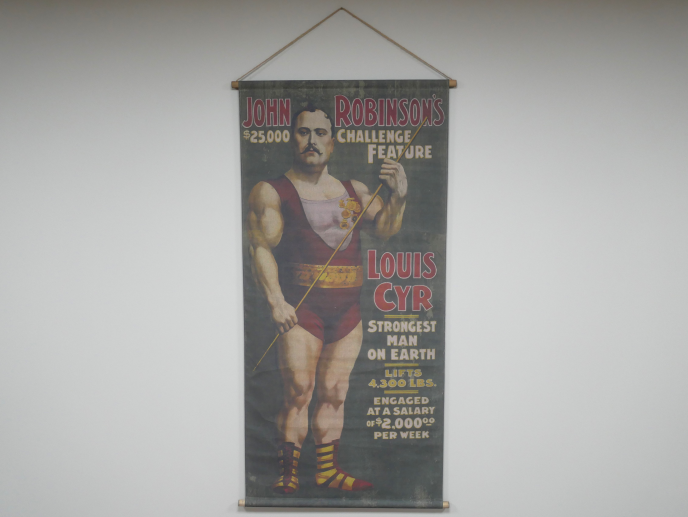 JOHN ROBINSON'S
$25,000 CHALLENGE
FEATURE
LOUIS
CYR
STRONGEST
MAN
ON EARTH
LIFTS
4,300 LBS.
ENGAGED
AT A SALARY
OF $2,000.00
PER WEEK